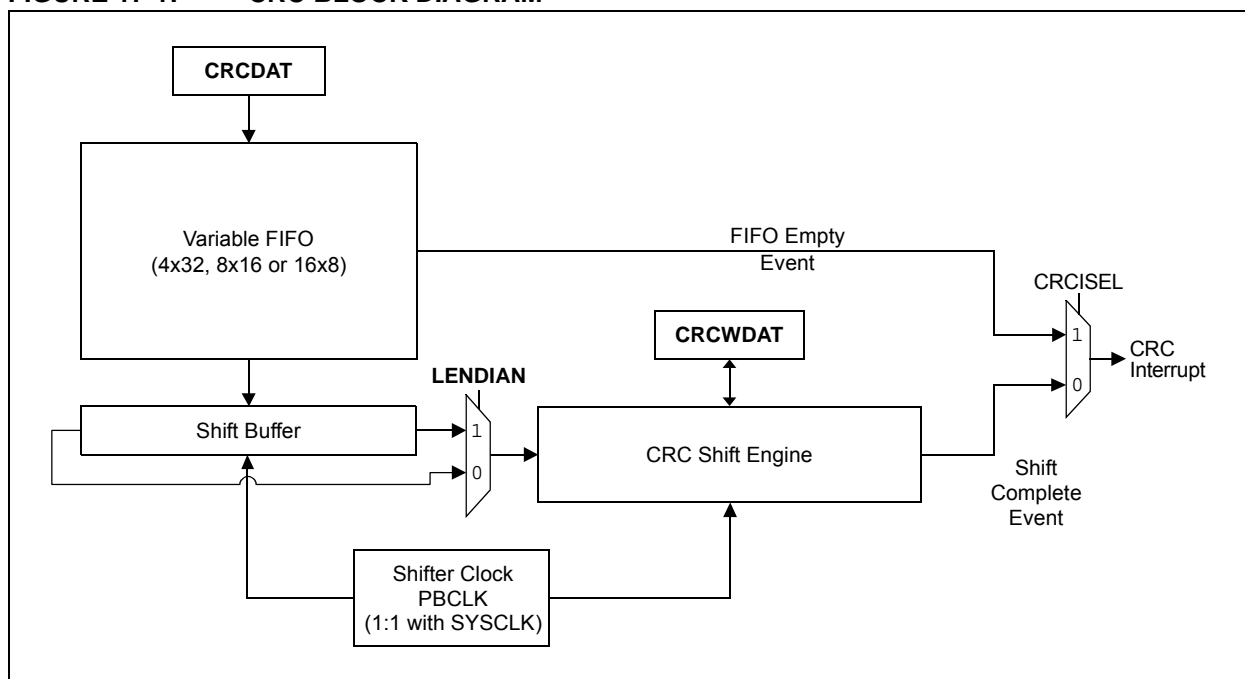 CRCDAT
Variable FIFO
(4x32, 8x16 or 16x8)
FIFO Empty
Event
CRCISEL
1
0
CRC
Interrupt
CRCWDAT
LENDIAN
Shift Buffer
1
0
CRC Shift Engine
Shift
Complete
Event
Shifter Clock
PBCLK
(1:1 with SYSCLK)